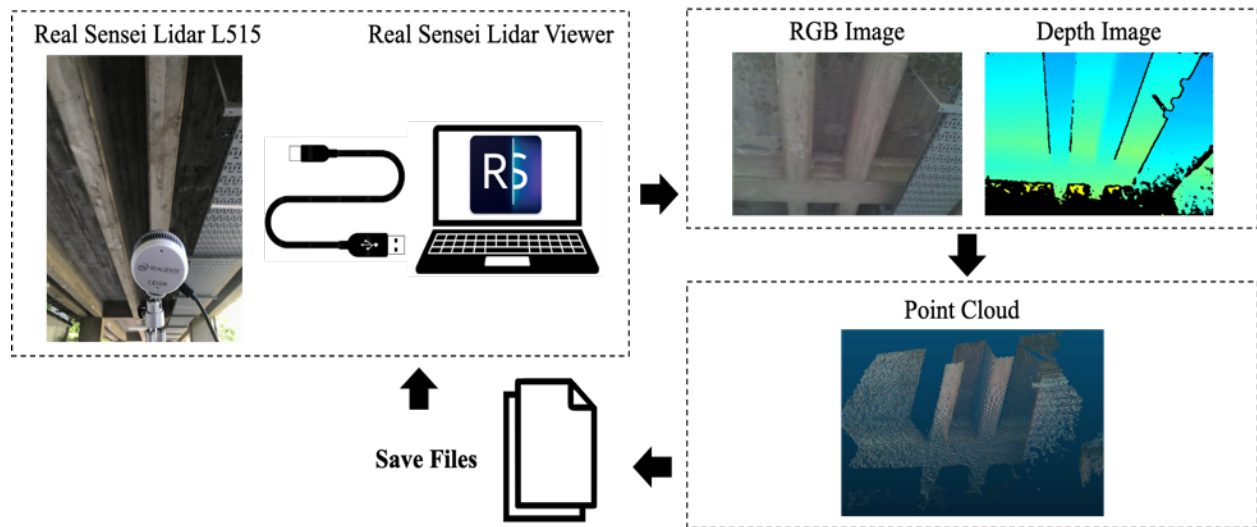 Real Sensei Lidar L515
Real Sensei Lidar Viewer
RS
REALSENSE
RGB Image
Depth Image
Point Cloud
Save Files